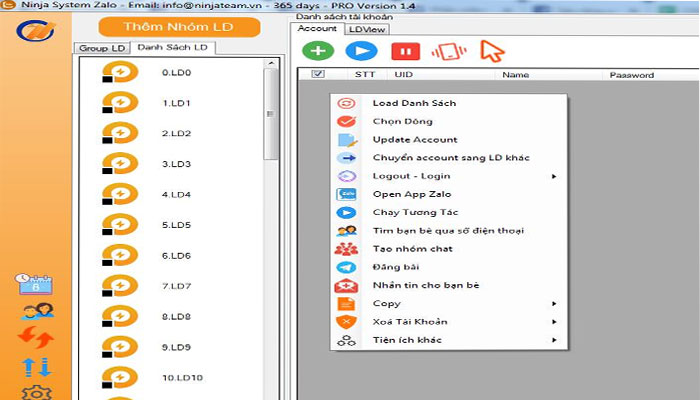 Ninja System Zalo - Email: info@ninjateam.vn - 365 days - PRO Version 1.4
Thêm Nhóm LD
Group LD
Danh Sách LD
0.LD0
1.LD1
2.LD2
3.LD3
4.LD4
5.LD5
6.LD6
7.LD7
8.LD8
9.LD9
10.LD10
Danh sách tài khoản
Account
LDView
STT UID Name Password
Load Danh Sách
Chọn Dòng
Update Account
Chuyển account sang LD khác
Logout - Login
Open App Zalo
Chạy Tương Tác
Tìm bạn bè qua số điện thoại
Tạo nhóm chat
Đăng bài
Nhắn tin cho bạn bè
Copy
Xoá Tài Khoản
Tiện ích khác